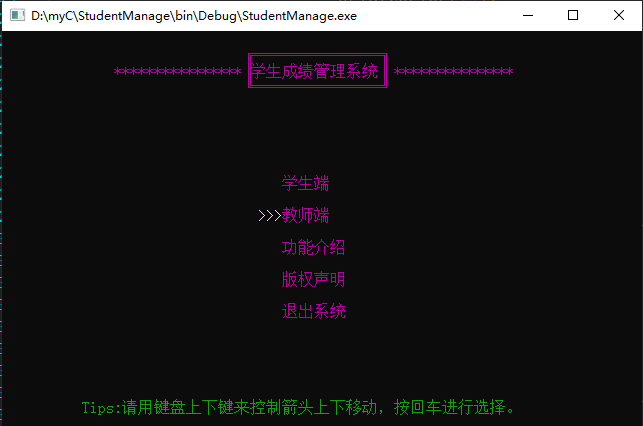 D:\myC\StudentManage\bin\Debug\StudentManage.exe
**************** 学生成绩管理系统 ***************
学生端
>>>教师端
功能介绍
版权声明
退出系统
Tips:请用键盘上下键来控制箭头上下移动，按回车进行选择。